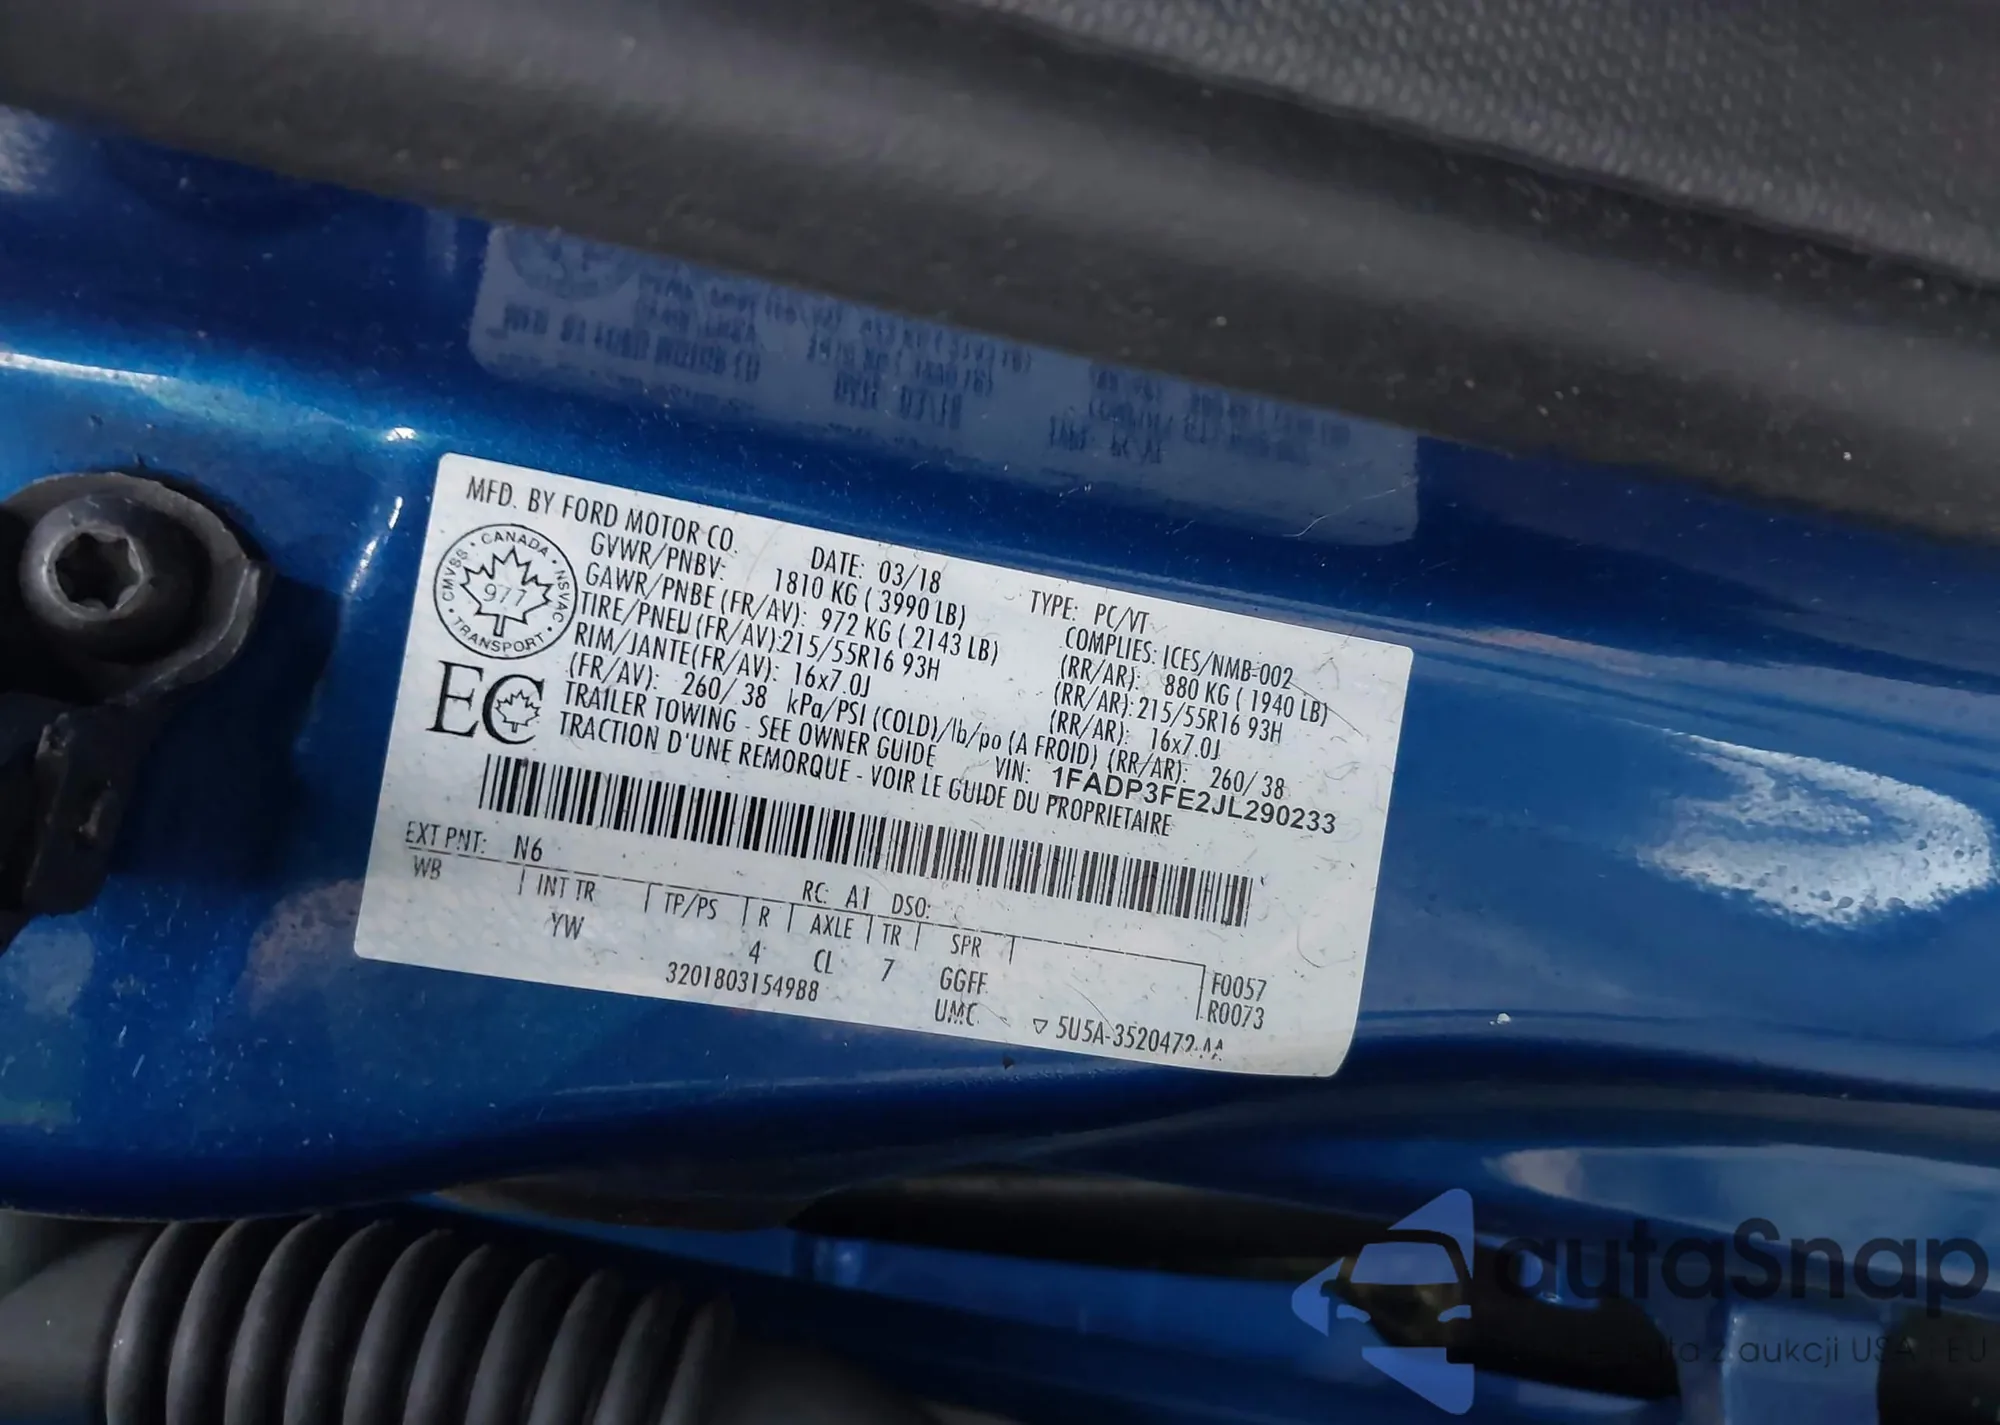 MFD. BY FORD MOTOR CO. DATE: 03/18 TYPE: PC/VT
GVWR/PNBV: 1810 KG ( 3990 LB) COMPLIES: ICES/NMB-002
GAWR/PNBE (FR/AV): 972 KG ( 2143 LB) (RR/AR): 880 KG ( 1940 LB)
TIRE/PNEU (FR/AV): 215/55R16 93H (RR/AR): 215/55R16 93H
RIM/JANTE(FR/AV): 16x7.0J (RR/AR): 16x7.0J
(FR/AV): 260/ 38 kPa/PSI (COLD)/lb/po (A FROID) (RR/AR): 260/ 38
TRAILER TOWING - SEE OWNER GUIDE VIN: 1FADP3FE2JL290233
TRACTION D'UNE REMORQUE - VOIR LE GUIDE DU PROPRIETAIRE
CMVSS · CANADA · NSVAC · TRANSPORT ·
977
EC
EXT PNT: N6 RC: A1 DSO:
WB INT TR TP/PS R AXLE TR SPR F0057
YW 4 CL 7 GGFF R0073
32018031549B8 UMC ▽ 5U5A-3520472-AA
autaSnap
z aukcji USA
EU